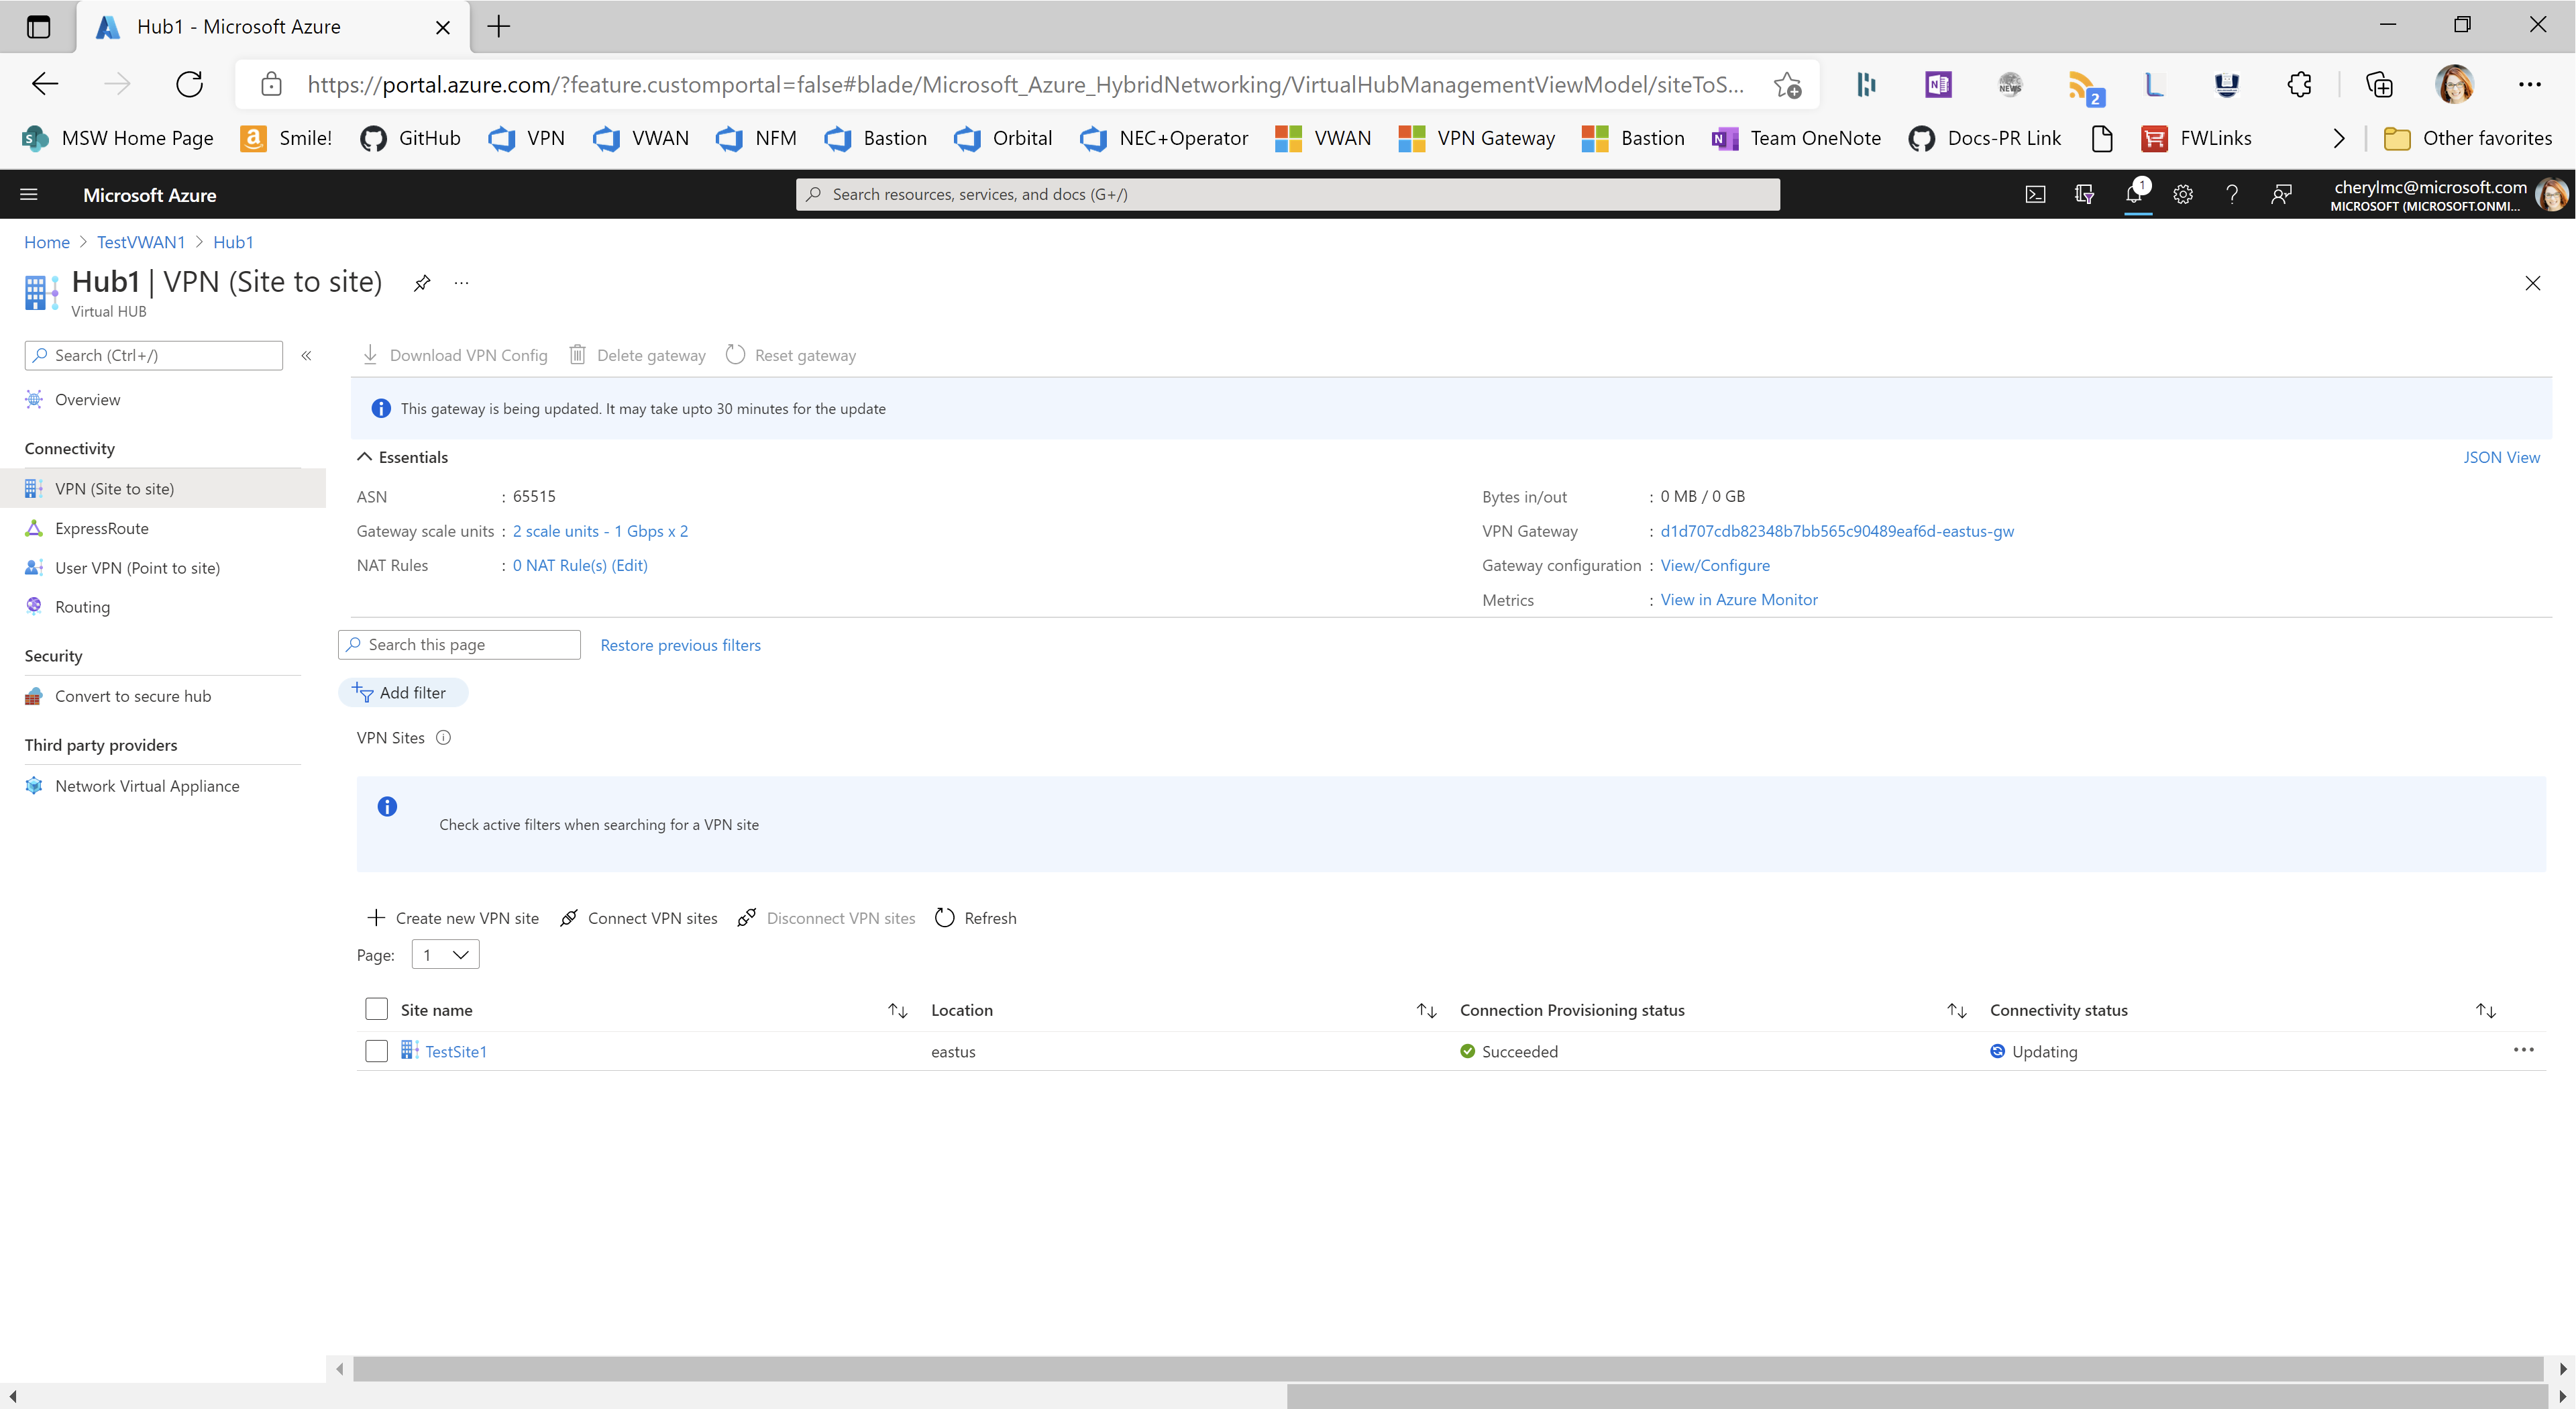 Hub1 - Microsoft Azure
https://portal.azure.com/?feature.customportal=false#blade/Microsoft_Azure_HybridNetworking/VirtualHubManagementViewModel/siteToS...
NEWS
2
MSW Home Page Smile! GitHub VPN VWAN NFM Bastion Orbital NEC+Operator VWAN VPN Gateway Bastion Team OneNote Docs-PR Link FWLinks Other favorites
Microsoft Azure
Search resources, services, and docs (G+/)
1
cherylmc@microsoft.com
MICROSOFT (MICROSOFT.ONMI...
Home > TestVWAN1 > Hub1
Hub1 | VPN (Site to site) ...
Virtual HUB
Search (Ctrl+/)
Overview
Connectivity
VPN (Site to site)
ExpressRoute
User VPN (Point to site)
Routing
Security
Convert to secure hub
Third party providers
Network Virtual Appliance
Download VPN Config Delete gateway Reset gateway
This gateway is being updated. It may take upto 30 minutes for the update
Essentials
JSON View
ASN : 65515
Gateway scale units : 2 scale units - 1 Gbps x 2
NAT Rules : 0 NAT Rule(s) (Edit)
Bytes in/out : 0 MB / 0 GB
VPN Gateway : d1d707cdb82348b7bb565c90489eaf6d-eastus-gw
Gateway configuration : View/Configure
Metrics : View in Azure Monitor
Search this page
Restore previous filters
Add filter
VPN Sites
Check active filters when searching for a VPN site
Create new VPN site Connect VPN sites Disconnect VPN sites Refresh
Page: 1
Site name Location Connection Provisioning status Connectivity status
TestSite1 eastus Succeeded Updating ...